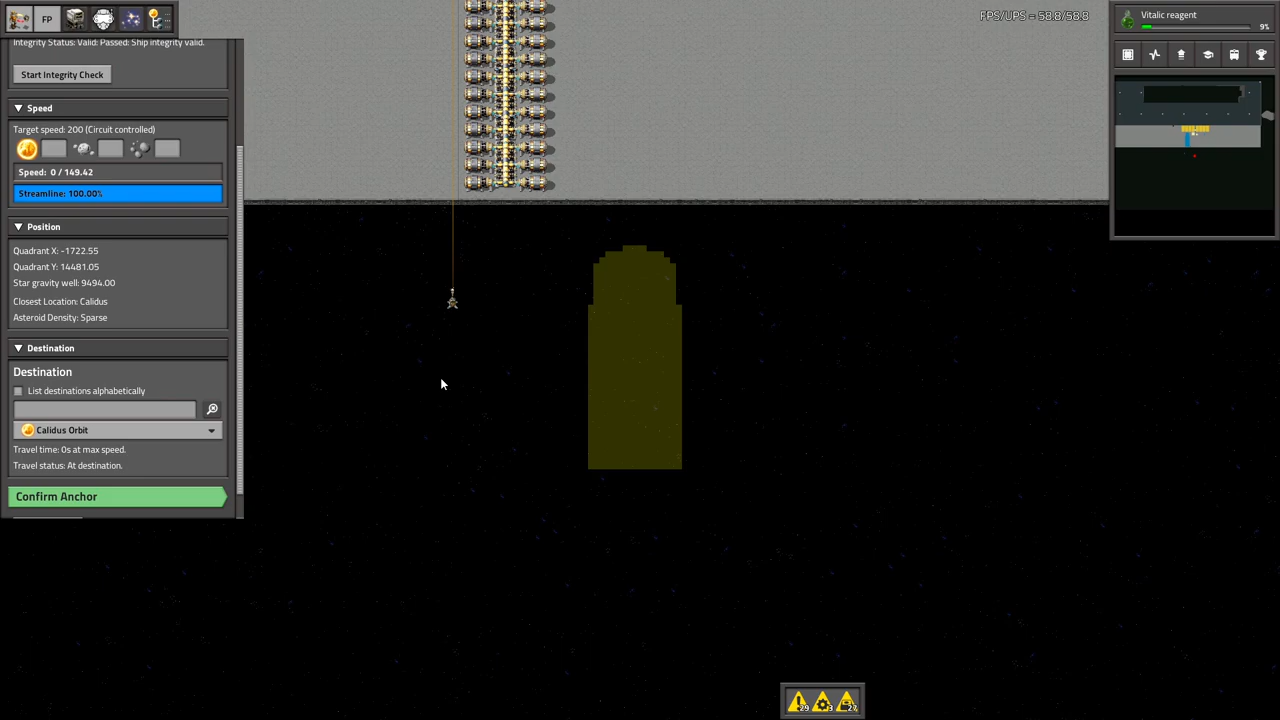 FP
Integrity Status: Valid: Passed: Ship integrity valid.
Start Integrity Check
Speed
Target speed: 200 (Circuit controlled)
Speed: 0 / 149.42
Streamline: 100.00%
Position
Quadrant X: -1722.55
Quadrant Y: 14481.05
Star gravity well: 9494.00
Closest Location: Calidus
Asteroid Density: Sparse
Destination
Destination
List destinations alphabetically
Calidus Orbit
Travel time: 0s at max speed.
Travel status: At destination.
Confirm Anchor
FPS/UPS = 58.8/58.8
Vitalic reagent
9%
29
3
27